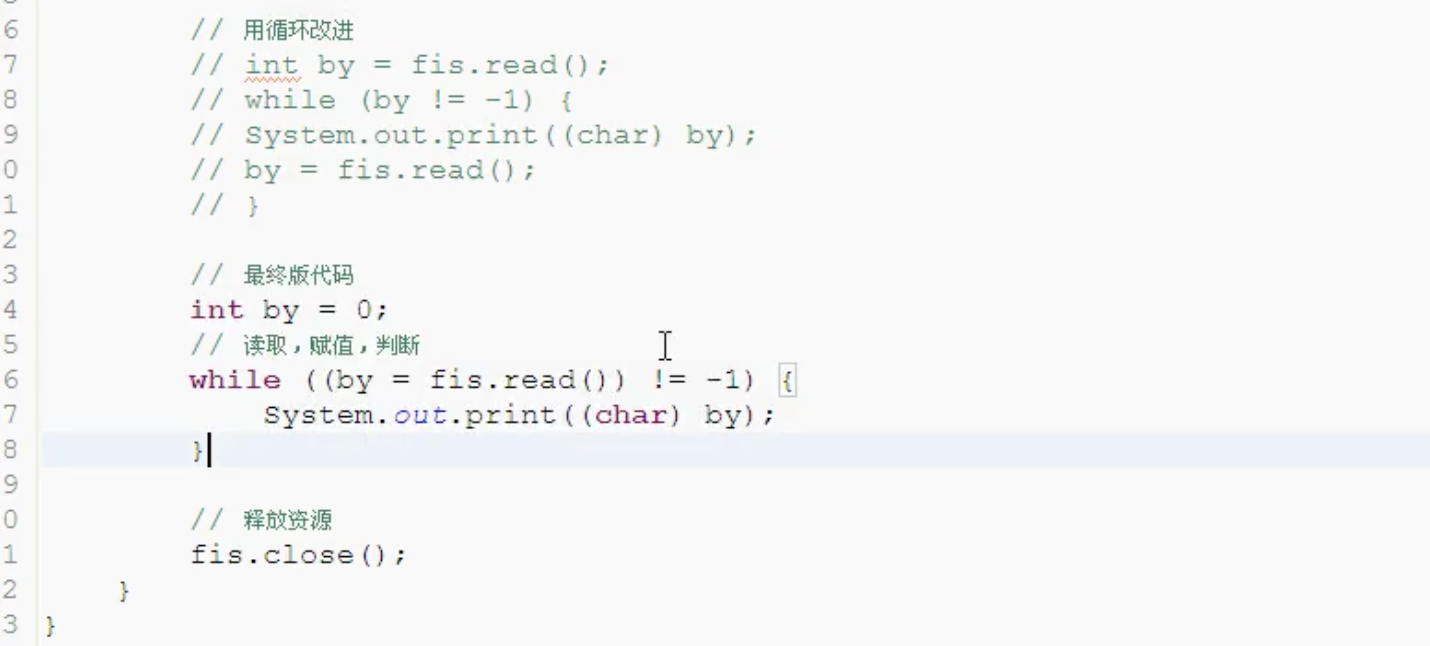 6 // 用循环改进
7 // int by = fis.read();
8 // while (by != -1) {
9 // System.out.print((char) by);
0 // by = fis.read();
1 // }
2
3 // 最终版代码
4 int by = 0;
5 // 读取，赋值，判断
6 while ((by = fis.read()) != -1) {
7 System.out.print((char) by);
8 }
9
0 // 释放资源
1 fis.close();
2 }
3 }